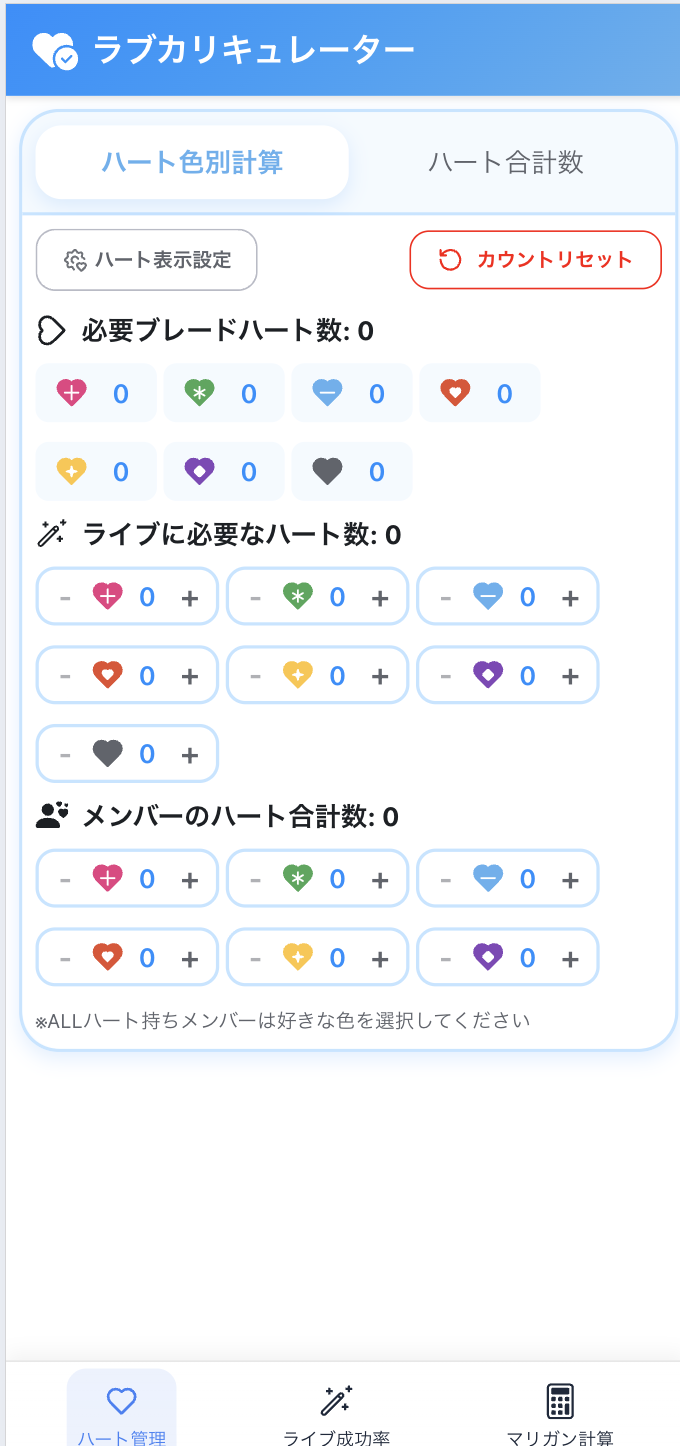 ラブカリキュレーター
ハート色別計算 ハート合計数
ハート表示設定 カウントリセット
必要ブレードハート数: 0
0 0 0 0
0 0 0
ライブに必要なハート数: 0
- 0 + - 0 + - 0 +
- 0 + - 0 + - 0 +
- 0 +
メンバーのハート合計数: 0
- 0 + - 0 + - 0 +
- 0 + - 0 + - 0 +
※ALLハート持ちメンバーは好きな色を選択してください
ハート管理 ライブ成功率 マリガン計算